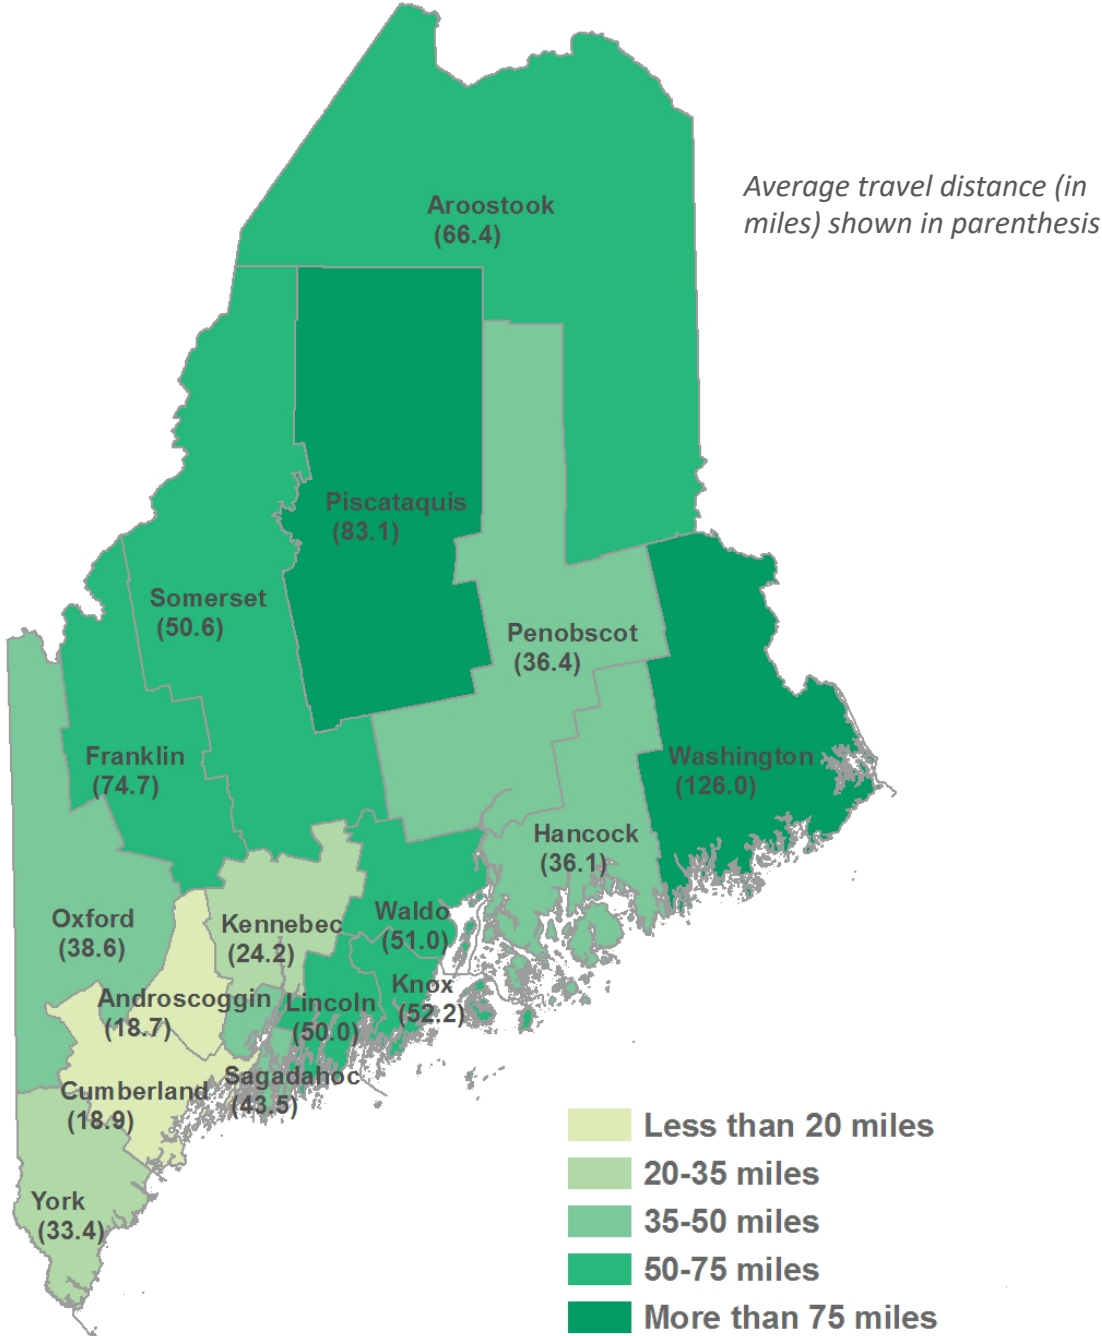 Average travel distance (in
miles) shown in parenthesis
Aroostook
(66.4)
Piscataquis
(83.1)
Somerset
(50.6)
Penobscot
(36.4)
Franklin
(74.7)
Washington
(126.0)
Hancock
(36.1)
Oxford
(38.6)
Kennebec
(24.2)
Waldo
(51.0)
Androscoggin
(18.7)
Lincoln
(50.0)
Knox
(52.2)
Cumberland
(18.9)
Sagadahoc
(43.5)
York
(33.4)
Less than 20 miles
20-35 miles
35-50 miles
50-75 miles
More than 75 miles